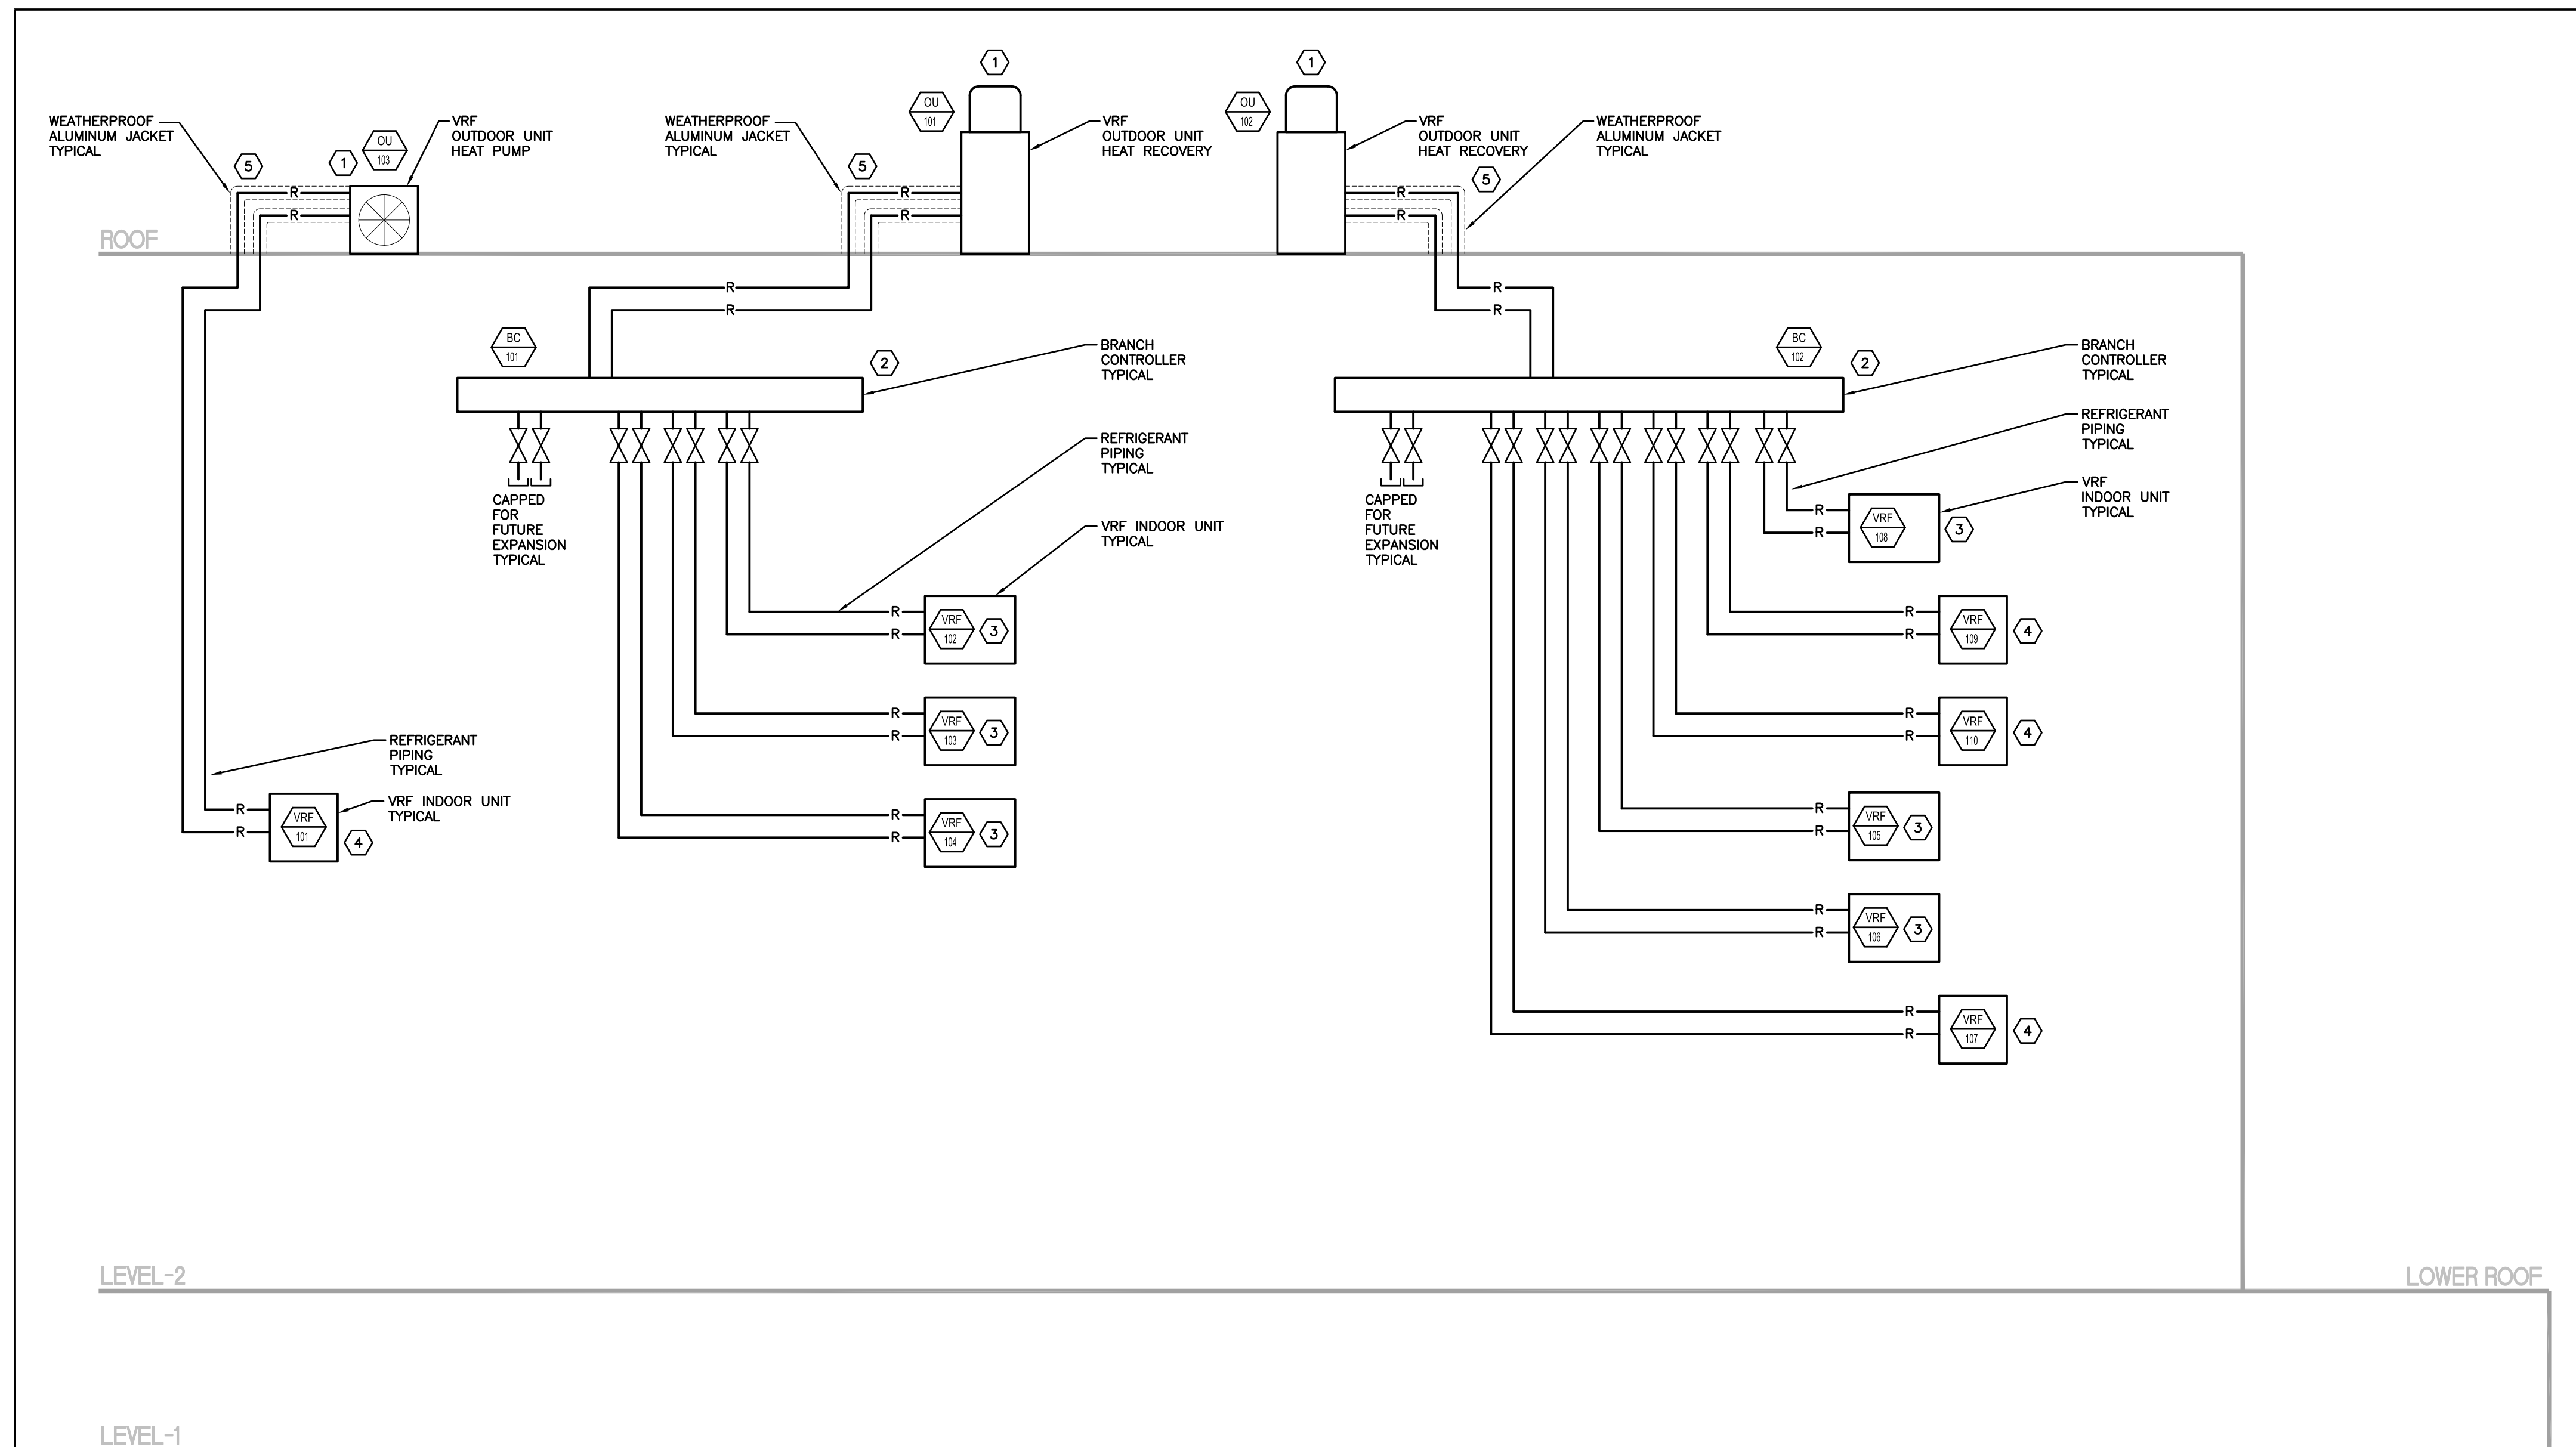 1
1
OU
101
OU
102
WEATHERPROOF
ALUMINUM JACKET
TYPICAL
5
1
OU
103
VRF
OUTDOOR UNIT
HEAT PUMP
WEATHERPROOF
ALUMINUM JACKET
TYPICAL
5
VRF
OUTDOOR UNIT
HEAT RECOVERY
VRF
OUTDOOR UNIT
HEAT RECOVERY
5
WEATHERPROOF
ALUMINUM JACKET
TYPICAL
R
R
R
R
R
R
ROOF
R
R
R
R
BC
101
2
BRANCH
CONTROLLER
TYPICAL
BC
102
2
BRANCH
CONTROLLER
TYPICAL
REFRIGERANT
PIPING
TYPICAL
REFRIGERANT
PIPING
TYPICAL
CAPPED
FOR
FUTURE
EXPANSION
TYPICAL
VRF INDOOR UNIT
TYPICAL
CAPPED
FOR
FUTURE
EXPANSION
TYPICAL
R
R
VRF
108
3
VRF
INDOOR UNIT
TYPICAL
R
R
VRF
102
3
R
R
VRF
109
4
R
R
VRF
103
3
R
R
VRF
110
4
REFRIGERANT
PIPING
TYPICAL
R
R
VRF
101
4
VRF INDOOR UNIT
TYPICAL
R
R
VRF
104
3
R
R
VRF
105
3
R
R
VRF
106
3
R
R
VRF
107
4
LEVEL-2
LOWER ROOF
LEVEL-1